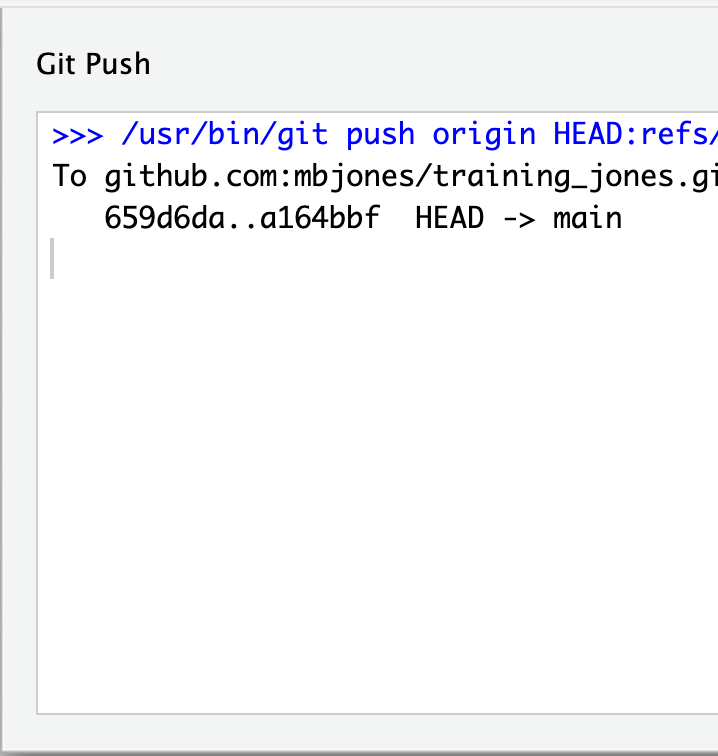 Git Push
>>> /usr/bin/git push origin HEAD:refs/
To github.com:mbjones/training_jones.gi
659d6da..a164bbf HEAD -> main